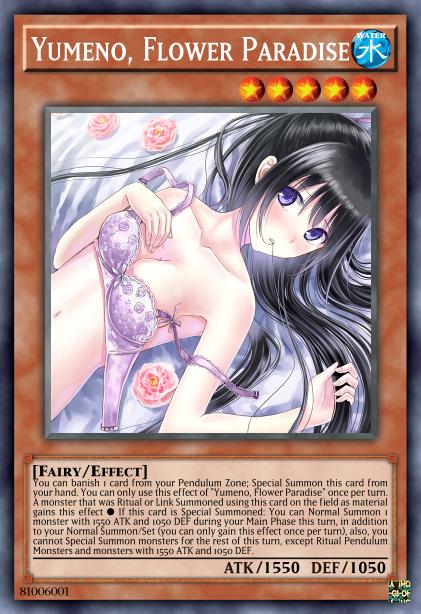 YUMENO, FLOWER PARADISE
WATER
水
[FAIRY/EFFECT]
You can banish 1 card from your Pendulum Zone; Special Summon this card from
your hand. You can only use this effect of "Yumeno, Flower Paradise" once per turn.
A monster that was Ritual or Link Summoned using this card on the field as material
gains this effect ● If this card is Special Summoned: You can Normal Summon 1
monster with 1550 ATK and 1050 DEF during your Main Phase this turn, in addition
to your Normal Summon/Set (you can only gain this effect once per turn), also, you
cannot Special Summon monsters for the rest of this turn, except Ritual Pendulum
Monsters and monsters with 1550 ATK and 1050 DEF.
ATK/1550 DEF/1050
81006001